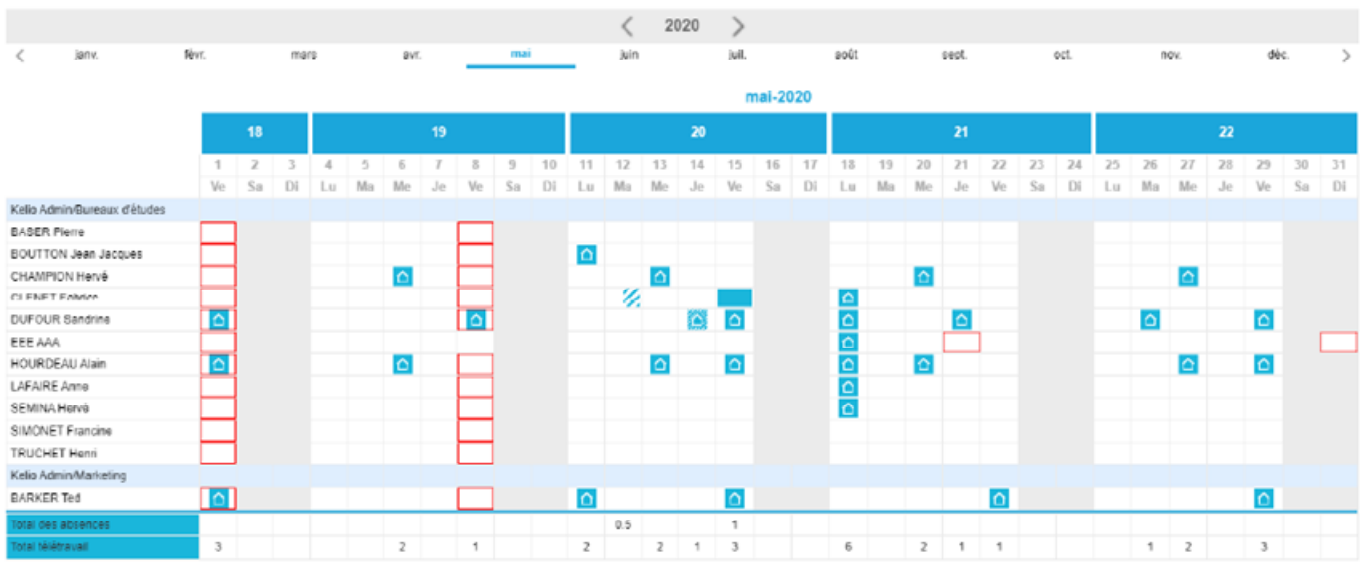 2020
janv. févr. mars avr. mai juin juil. août sept. oct. nov. déc.
mai-2020
18 19 20 21 22
1 2 3 4 5 6 7 8 9 10 11 12 13 14 15 16 17 18 19 20 21 22 23 24 25 26 27 28 29 30 31
Ve Sa Di Lu Ma Me Je Ve Sa Di Lu Ma Me Je Ve Sa Di Lu Ma Me Je Ve Sa Di Lu Ma Me Je Ve Sa Di
Kelio Admin/Bureaux d'études
BASER Pierre
BOUTTON Jean Jacques
CHAMPION Hervé
CLENET
DUFOUR Sandrine
EEE AAA
HOURDEAU Alain
LAFAIRE Anne
SEMINA Hervé
SIMONET Francine
TRUCHET Henri
Kelio Admin/Marketing
BARKER Ted
Total des absences 0.5 1
Total télétravail 3 2 1 2 2 1 3 6 2 1 1 1 2 3